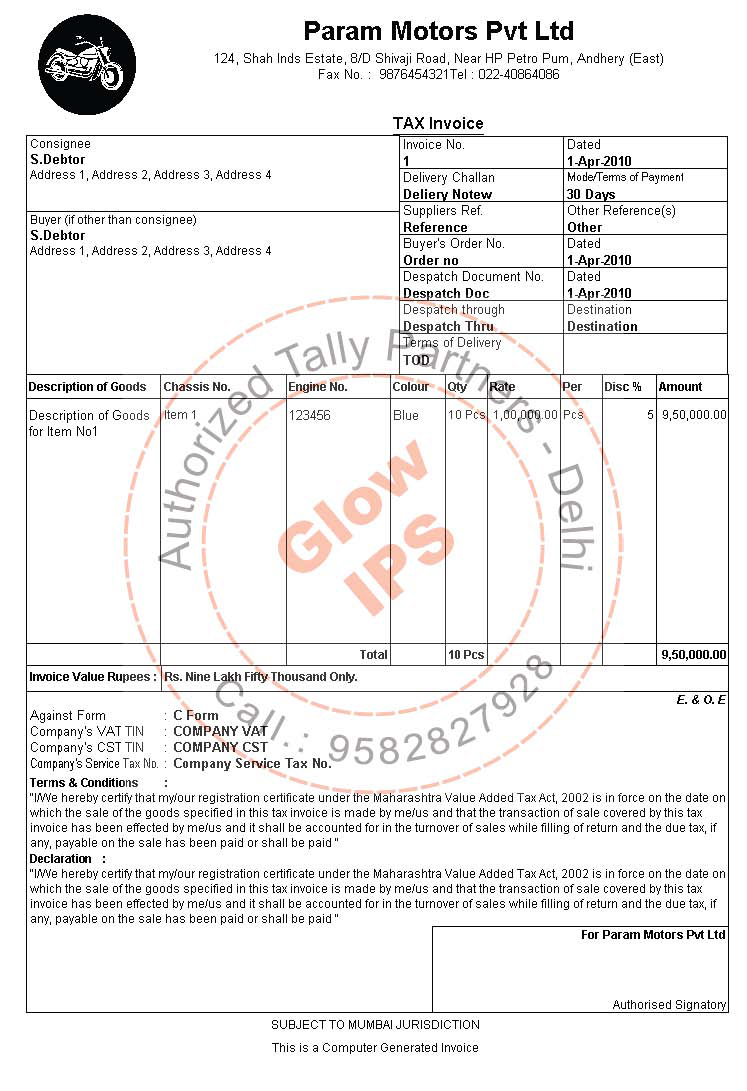 Param Motors Pvt Ltd
124, Shah Inds Estate, 8/D Shivaji Road, Near HP Petro Pum, Andhery (East)
Fax No. : 9876454321Tel : 022-40864086
TAX Invoice
Consignee
S.Debtor
Address 1, Address 2, Address 3, Address 4
Buyer (if other than consignee)
S.Debtor
Address 1, Address 2, Address 3, Address 4
Invoice No. Dated
1 1-Apr-2010
Delivery Challan Mode/Terms of Payment
Deliery Notew 30 Days
Suppliers Ref. Other Reference(s)
Reference Other
Buyer's Order No. Dated
Order no 1-Apr-2010
Despatch Document No. Dated
Despatch Doc 1-Apr-2010
Despatch through Destination
Despatch Thru Destination
Terms of Delivery
TOD
Description of Goods Chassis No. Engine No. Colour Qty Rate Per Disc % Amount
Description of Goods Item 1 123456 Blue 10 Pcs 1,00,000.00 Pcs 5 9,50,000.00
for Item No1
Total 10 Pcs 9,50,000.00
Invoice Value Rupees : Rs. Nine Lakh Fifty Thousand Only.
E. & O. E
Against Form : C Form
Company's VAT TIN : COMPANY VAT
Company's CST TIN : COMPANY CST
Company's Service Tax No. : Company Service Tax No.
Terms & Conditions :
"I/We hereby certify that my/our registration certificate under the Maharashtra Value Added Tax Act, 2002 is in force on the date on
which the sale of the goods specified in this tax invoice is made by me/us and that the transaction of sale covered by this tax
invoice has been effected by me/us and it shall be accounted for in the turnover of sales while filling of return and the due tax, if
any, payable on the sale has been paid or shall be paid "
Declaration :
"I/We hereby certify that my/our registration certificate under the Maharashtra Value Added Tax Act, 2002 is in force on the date on
which the sale of the goods specified in this tax invoice is made by me/us and that the transaction of sale covered by this tax
invoice has been effected by me/us and it shall be accounted for in the turnover of sales while filling of return and the due tax, if
any, payable on the sale has been paid or shall be paid "
For Param Motors Pvt Ltd
Authorised Signatory
SUBJECT TO MUMBAI JURISDICTION
This is a Computer Generated Invoice
Authorized Tally Partners - Delhi
Glow
IPS
Call.: 9582827928